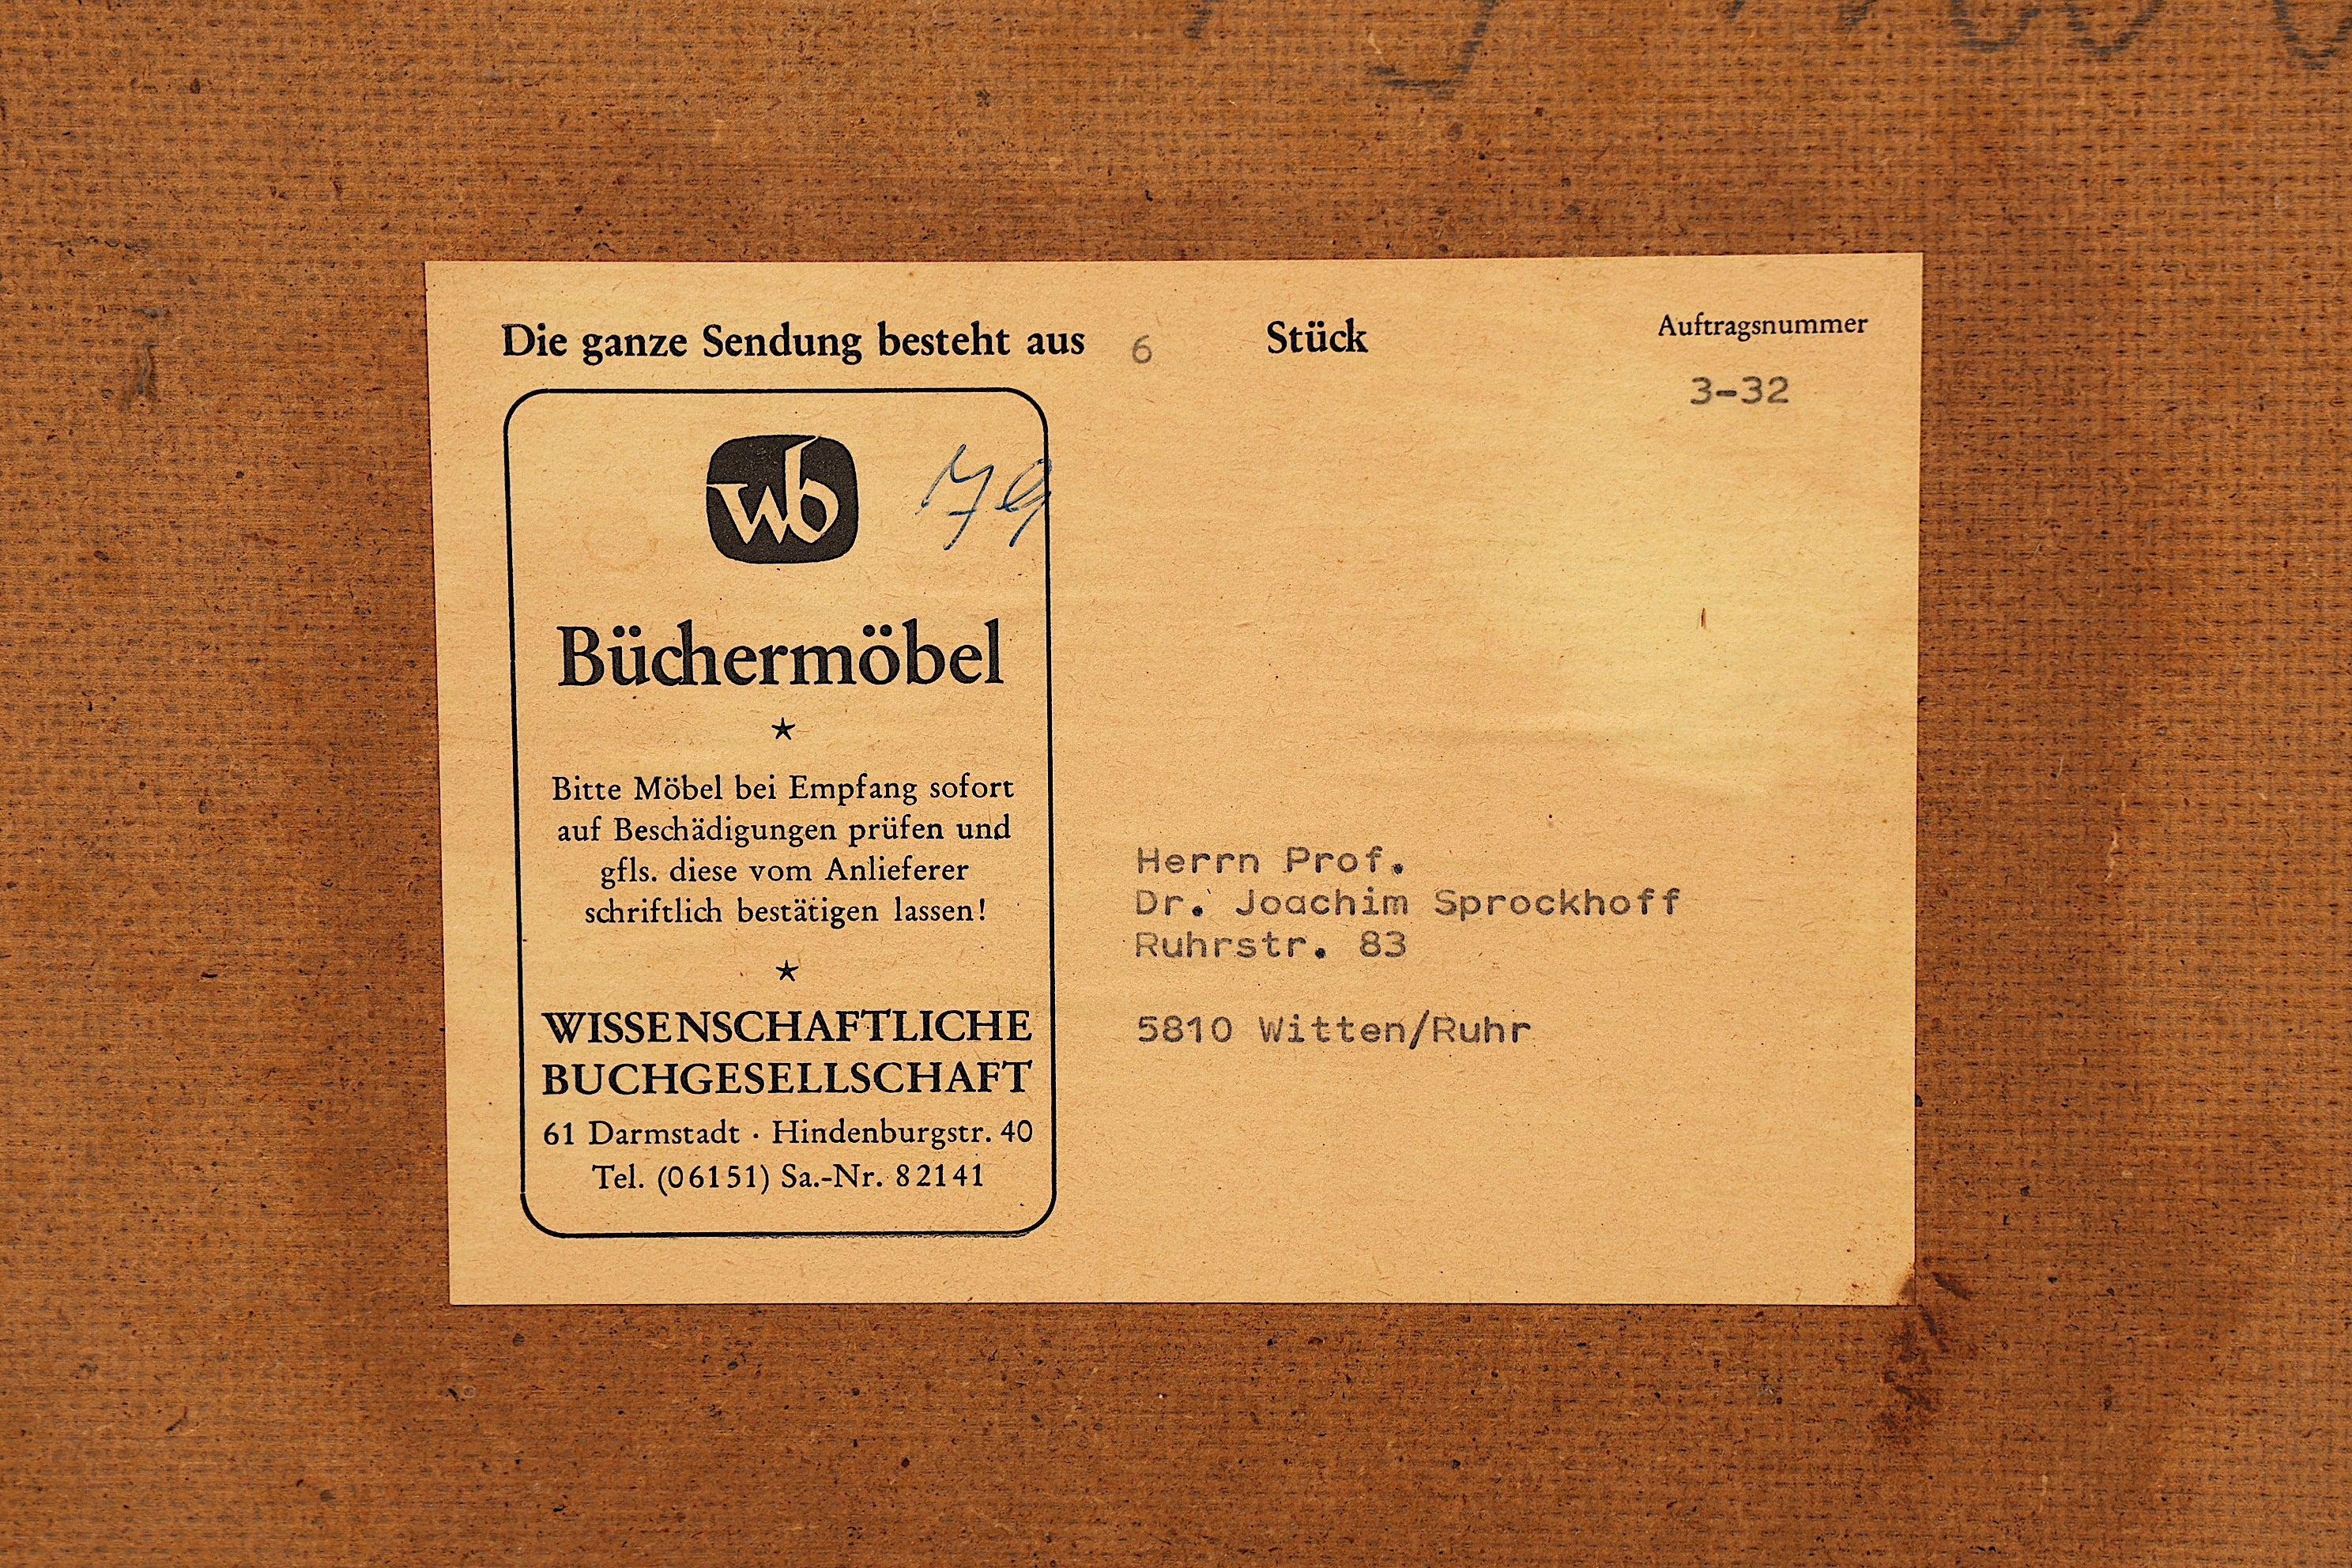 Die ganze Sendung besteht aus 6 Stück
Auftragsnummer
3-32
wb
79
Büchermöbel
Bitte Möbel bei Empfang sofort
auf Beschädigungen prüfen und
gfls. diese vom Anlieferer
schriftlich bestätigen lassen!
WISSENSCHAFTLICHE
BUCHGESELLSCHAFT
61 Darmstadt · Hindenburgstr. 40
Tel. (06151) Sa.-Nr. 82141
Herrn Prof.
Dr. Joachim Sprockhoff
Ruhrstr. 83
5810 Witten/Ruhr